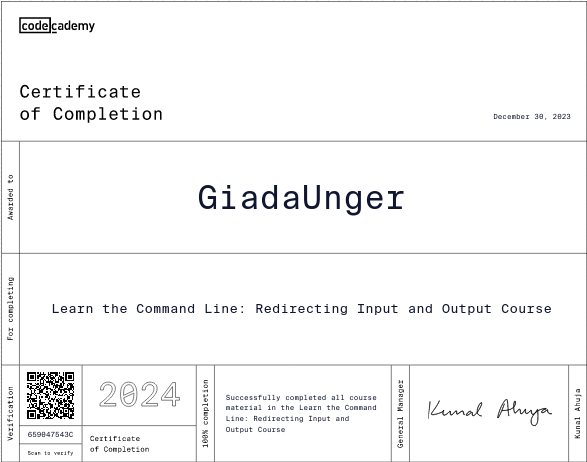 codecademy
Certificate
of Completion
December 30, 2023
Awarded to
GiadaUnger
For completing
Learn the Command Line: Redirecting Input and Output Course
Verification
659047543C
Scan to verify
2024
Certificate
of Completion
100% completion
Successfully completed all course
material in the Learn the Command
Line: Redirecting Input and
Output Course
General Manager
Kunal Ahuja
Kunal Ahuja